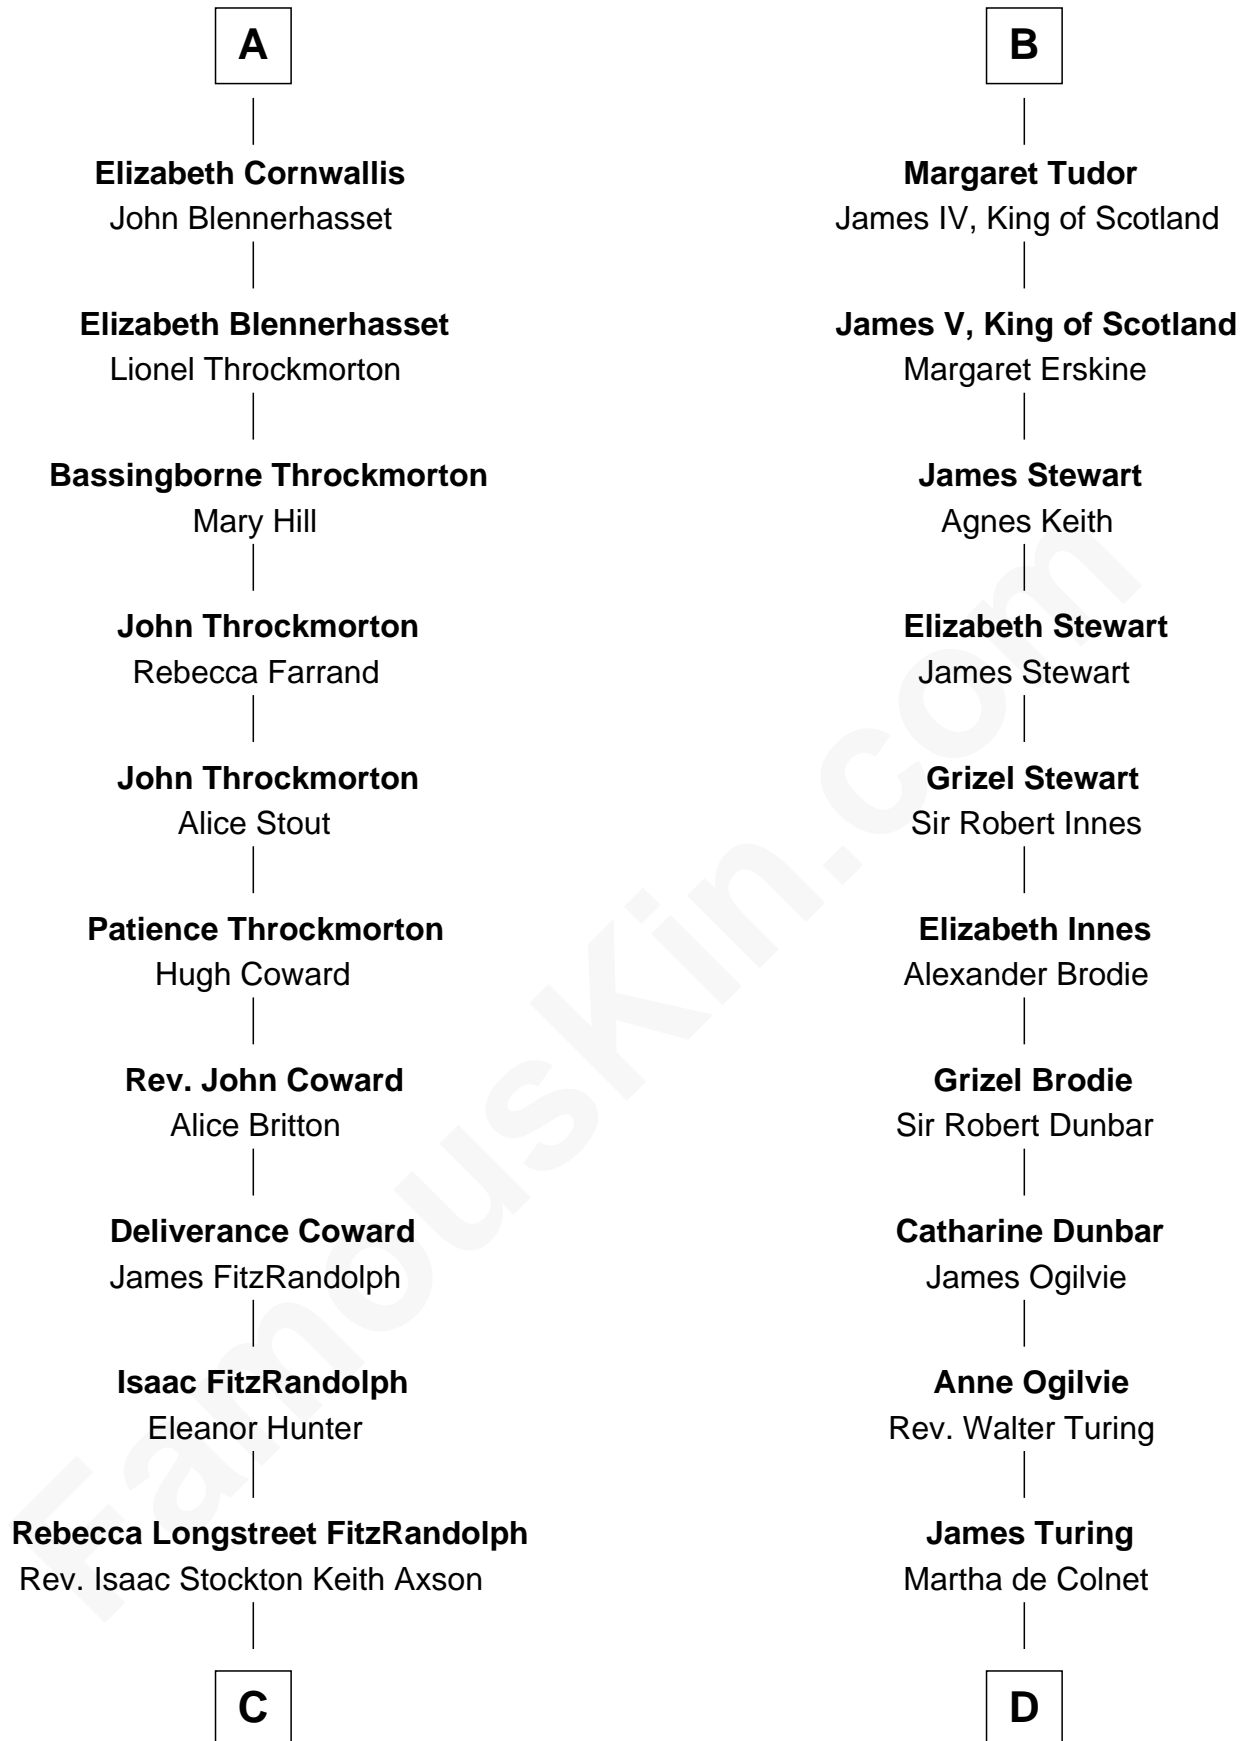 A
Elizabeth Cornwallis
John Blennerhasset
Elizabeth Blennerhasset
Lionel Throckmorton
Bassingborne Throckmorton
Mary Hill
John Throckmorton
Rebecca Farrand
John Throckmorton
Alice Stout
Patience Throckmorton
Hugh Coward
Rev. John Coward
Alice Britton
Deliverance Coward
James FitzRandolph
Isaac FitzRandolph
Eleanor Hunter
Rebecca Longstreet FitzRandolph
Rev. Isaac Stockton Keith Axson
C
B
Margaret Tudor
James IV, King of Scotland
James V, King of Scotland
Margaret Erskine
James Stewart
Agnes Keith
Elizabeth Stewart
James Stewart
Grizel Stewart
Sir Robert Innes
Elizabeth Innes
Alexander Brodie
Grizel Brodie
Sir Robert Dunbar
Catharine Dunbar
James Ogilvie
Anne Ogilvie
Rev. Walter Turing
James Turing
Martha de Colnet
D
FamousKin.com